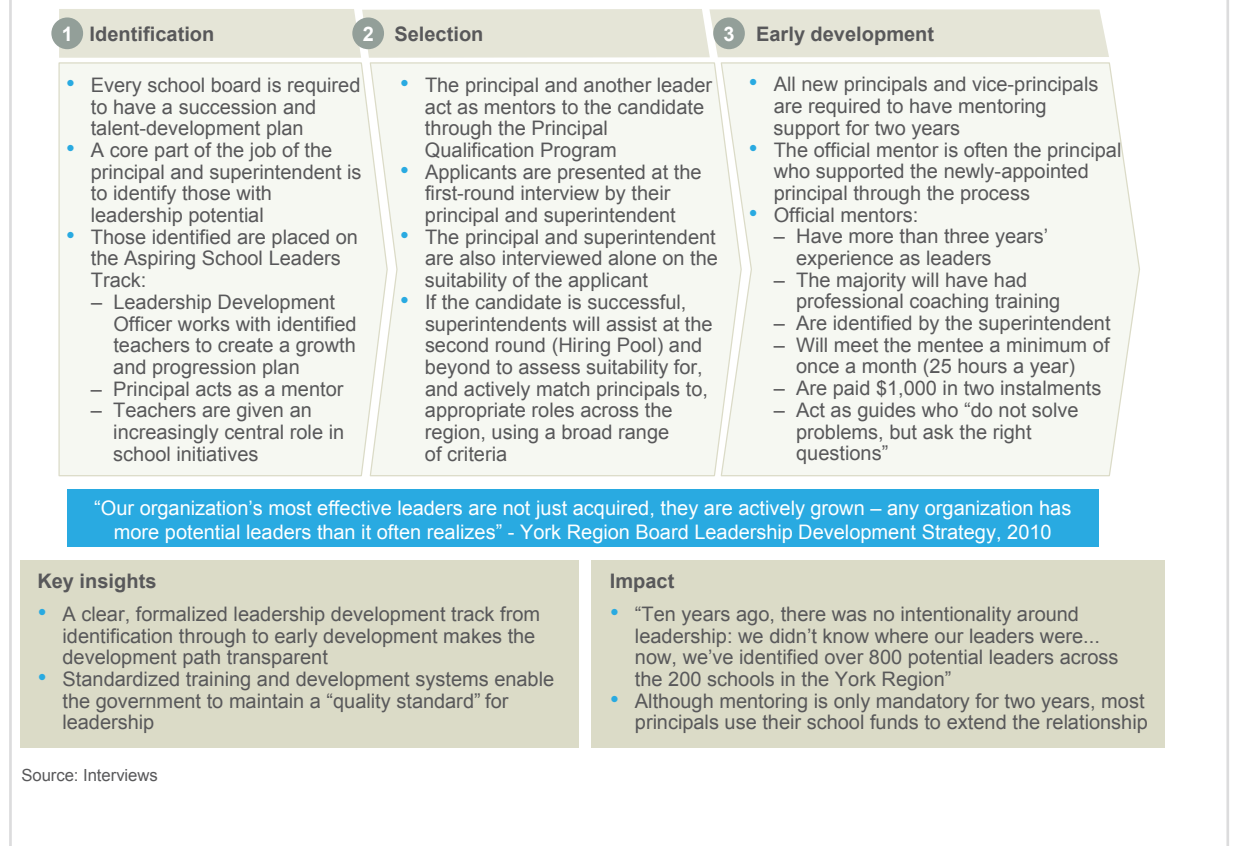 1 Identification
• Every school board is required
to have a succession and
talent-development plan
• A core part of the job of the
principal and superintendent is
to identify those with
leadership potential
• Those identified are placed on
the Aspiring School Leaders
Track:
– Leadership Development
Officer works with identified
teachers to create a growth
and progression plan
– Principal acts as a mentor
– Teachers are given an
increasingly central role in
school initiatives
2 Selection
• The principal and another leader
act as mentors to the candidate
through the Principal
Qualification Program
• Applicants are presented at the
first-round interview by their
principal and superintendent
• The principal and superintendent
are also interviewed alone on the
suitability of the applicant
• If the candidate is successful,
superintendents will assist at the
second round (Hiring Pool) and
beyond to assess suitability for,
and actively match principals to,
appropriate roles across the
region, using a broad range
of criteria
3 Early development
• All new principals and vice-principals
are required to have mentoring
support for two years
• The official mentor is often the principal
who supported the newly-appointed
principal through the process
• Official mentors:
– Have more than three years’
experience as leaders
– The majority will have had
professional coaching training
– Are identified by the superintendent
– Will meet the mentee a minimum of
once a month (25 hours a year)
– Are paid $1,000 in two instalments
– Act as guides who “do not solve
problems, but ask the right
questions”
“Our organization’s most effective leaders are not just acquired, they are actively grown – any organization has
more potential leaders than it often realizes” - York Region Board Leadership Development Strategy, 2010
Key insights
• A clear, formalized leadership development track from
identification through to early development makes the
development path transparent
• Standardized training and development systems enable
the government to maintain a “quality standard” for
leadership
Impact
• “Ten years ago, there was no intentionality around
leadership: we didn’t know where our leaders were...
now, we’ve identified over 800 potential leaders across
the 200 schools in the York Region”
• Although mentoring is only mandatory for two years, most
principals use their school funds to extend the relationship
Source: Interviews